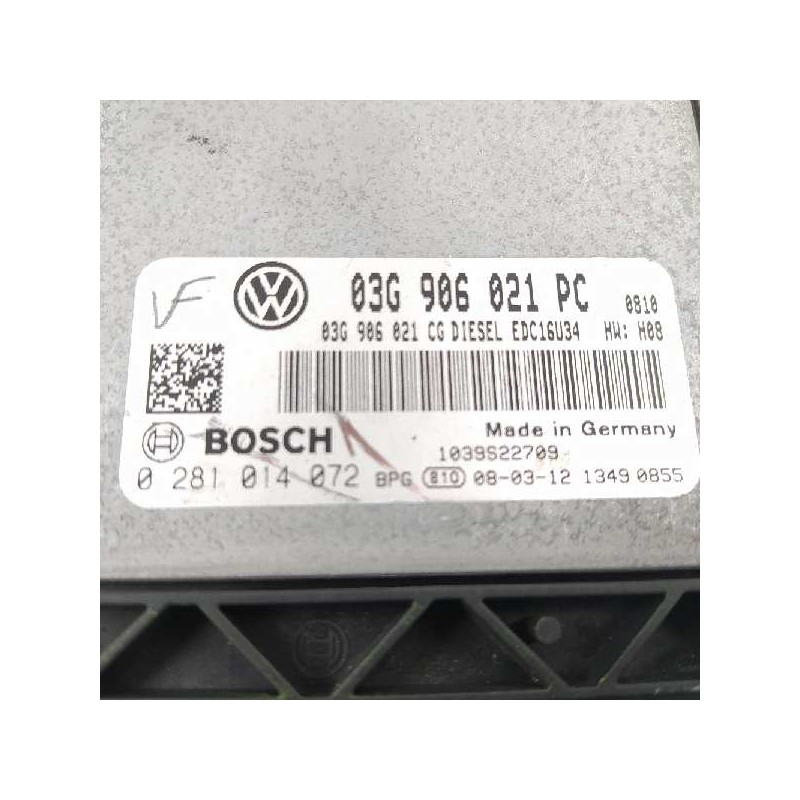 VF VW 03G 906 021 PC 0810
03G 906 021 CG DIESEL EDC16U34 HW: H08
BOSCH Made in Germany
1039S22709
0 281 014 072 BPG 810 08-03-12 1349 0855